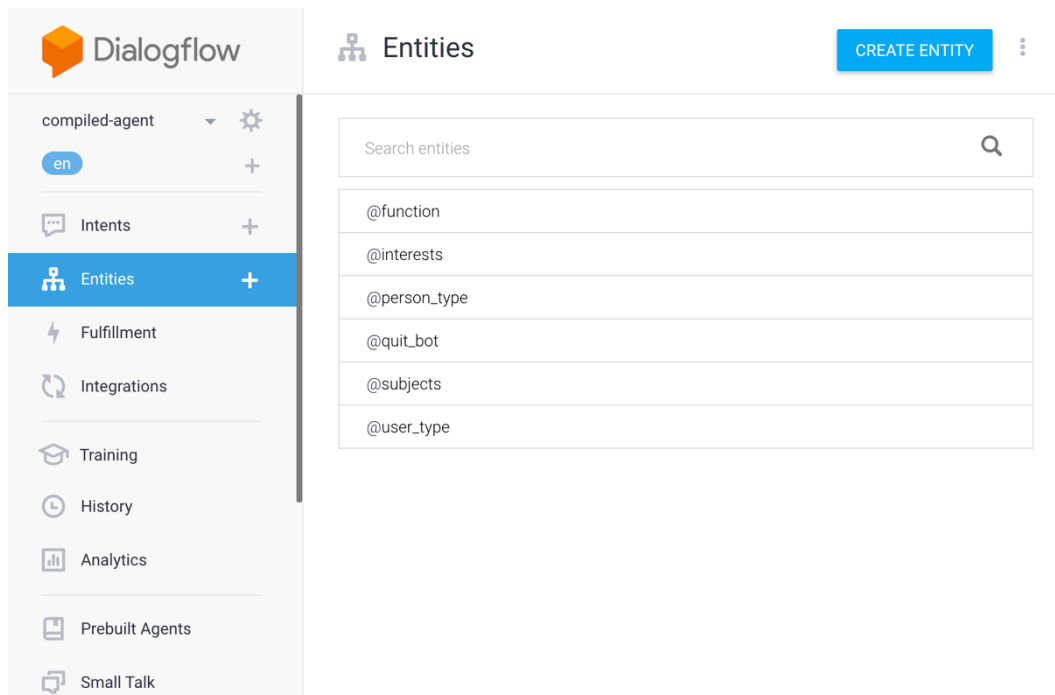 Dialogflow
Entities
CREATE ENTITY
compiled-agent
en
Intents
Entities
Fulfillment
Integrations
Training
History
Analytics
Prebuilt Agents
Small Talk
Search entities
@function
@interests
@person_type
@quit_bot
@subjects
@user_type